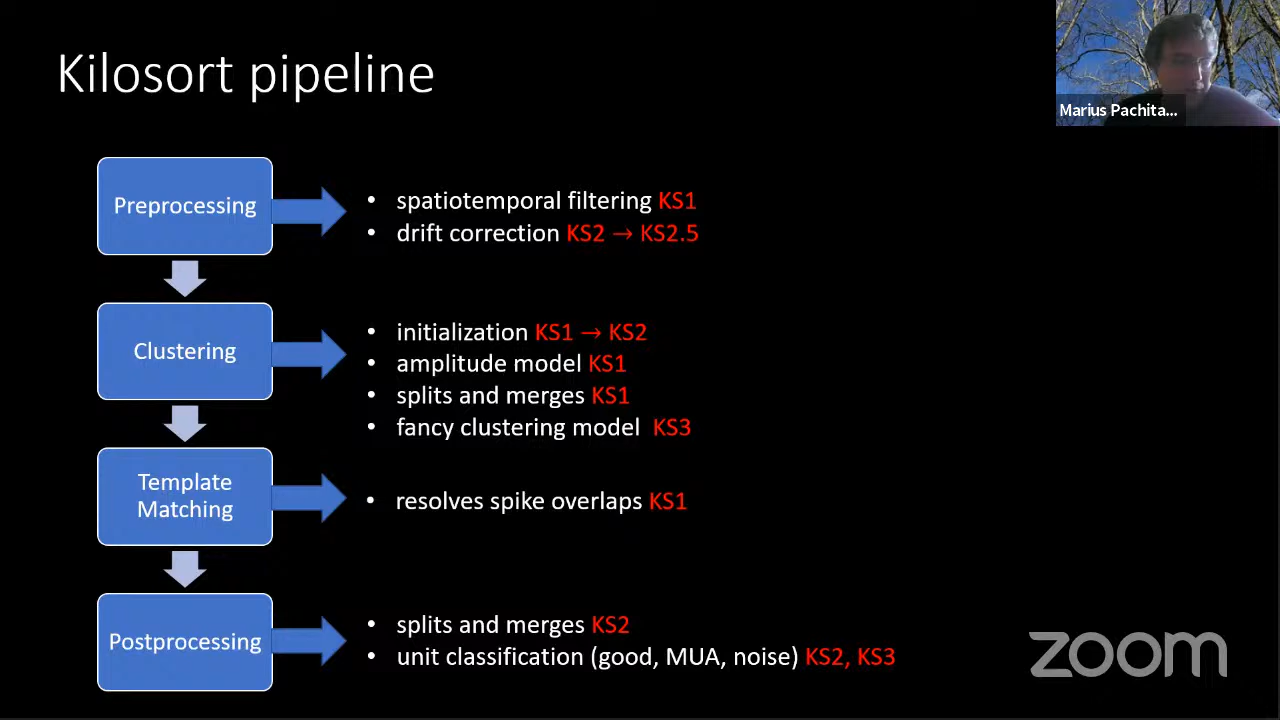 Kilosort pipeline
Marius Pachita...
Preprocessing
• spatiotemporal filtering KS1
• drift correction KS2 → KS2.5
Clustering
• initialization KS1 → KS2
• amplitude model KS1
• splits and merges KS1
• fancy clustering model KS3
Template
Matching
• resolves spike overlaps KS1
Postprocessing
• splits and merges KS2
• unit classification (good, MUA, noise) KS2, KS3
zoom